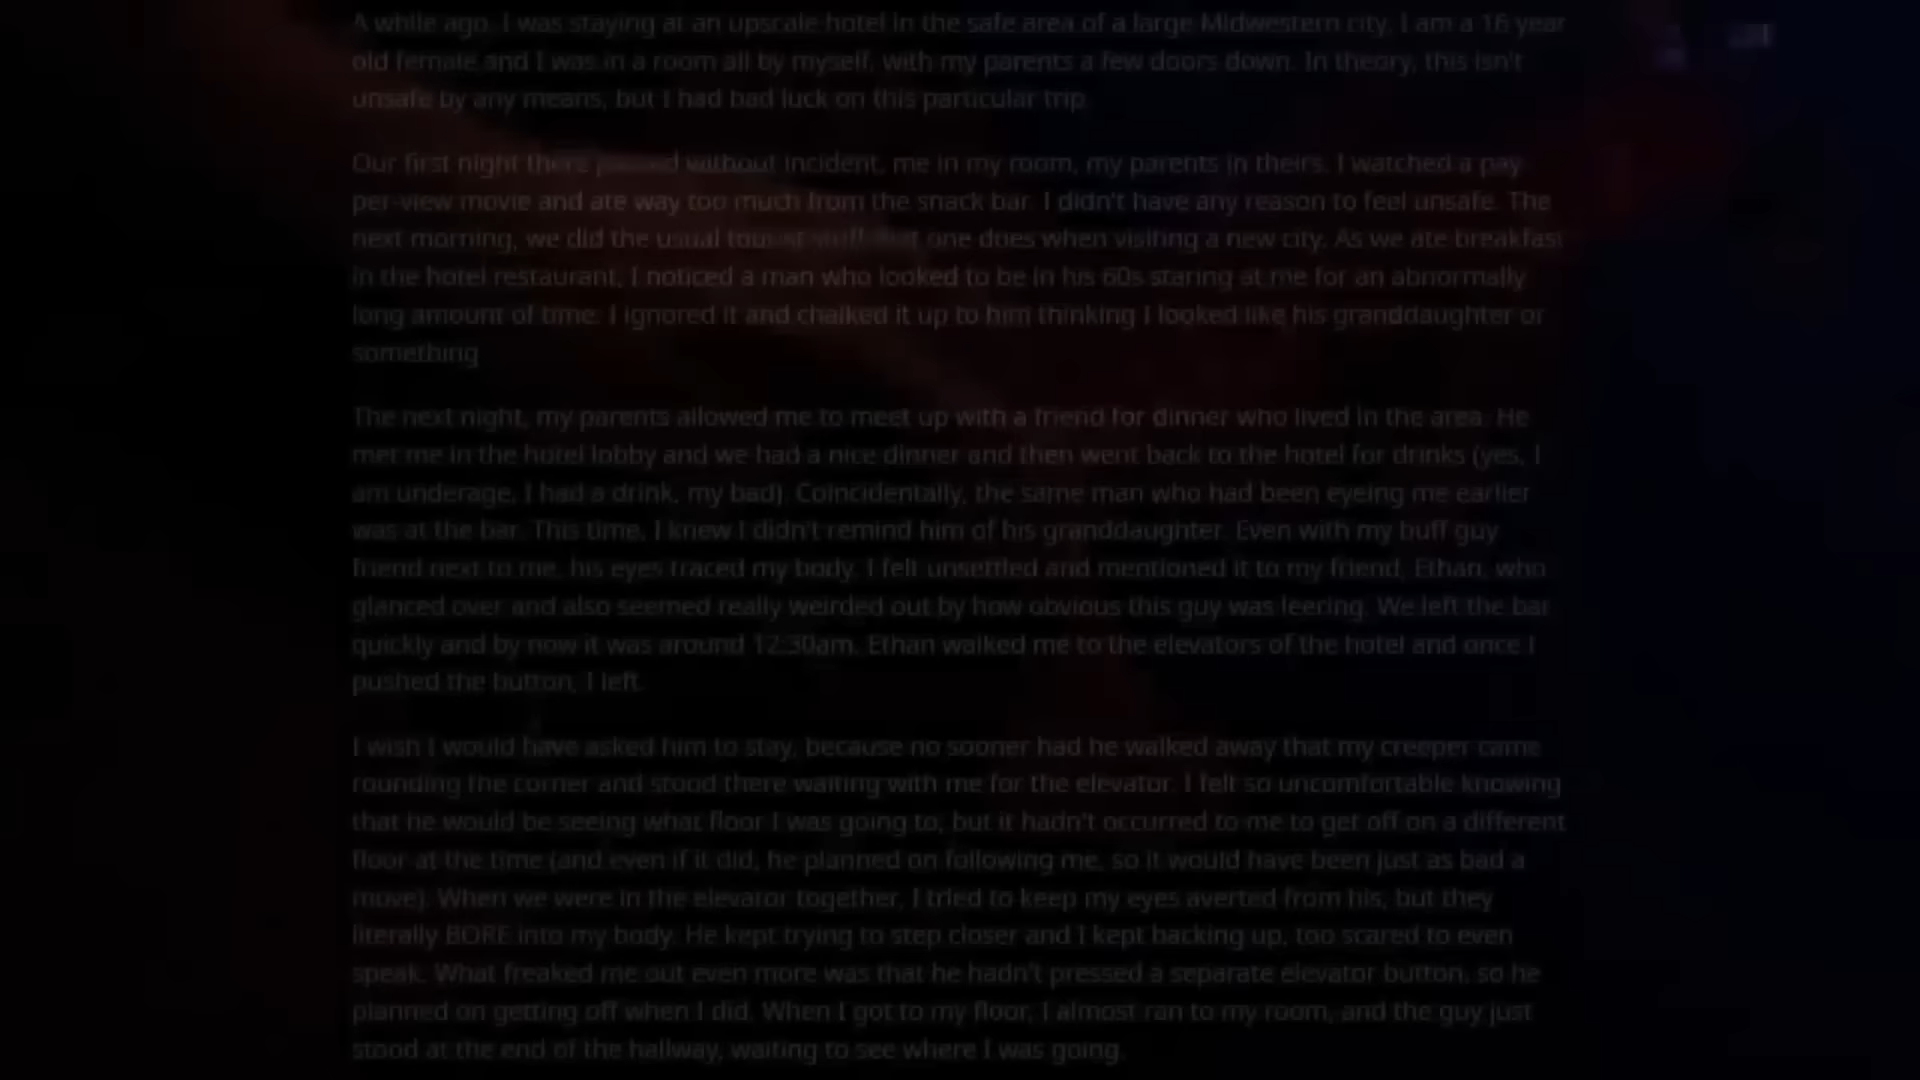 A while ago, I was staying at an upscale hotel in the safe area of a large Midwestern city. I am a 16 year
old female and I was in a room all by myself, with my parents a few doors down. In theory, this isn't
unsafe by any means, but I had bad luck on this particular trip.
Our first night there passed without incident, me in my room, my parents in theirs. I watched a pay
per-view movie and ate way too much from the snack bar. I didn't have any reason to feel unsafe. The
next morning, we did the usual tourist stuff that one does when visiting a new city. As we ate breakfast
in the hotel restaurant, I noticed a man who looked to be in his 60s staring at me for an abnormally
long amount of time. I ignored it and chalked it up to him thinking I looked like his granddaughter or
something
The next night, my parents allowed me to meet up with a friend for dinner who lived in the area. He
met me in the hotel lobby and we had a nice dinner and then went back to the hotel for drinks (yes, I
am underage, I had a drink, my bad). Coincidentally, the same man who had been eyeing me earlier
was at the bar. This time, I knew I didn't remind him of his granddaughter. Even with my buff guy
friend next to me, his eyes traced my body. I felt unsettled and mentioned it to my friend, Ethan, who
glanced over and also seemed really weirded out by how obvious this guy was leering. We left the bar
quickly and by now it was around 12:30am. Ethan walked me to the elevators of the hotel and once I
pushed the button, I left.
I wish I would have asked him to stay, because no sooner had he walked away that my creeper came
rounding the corner and stood there waiting with me for the elevator. I felt so uncomfortable knowing
that he would be seeing what floor I was going to, but it hadn't occurred to me to get off on a different
floor at the time (and even if it did, he planned on following me, so it would have been just as bad a
move). When we were in the elevator together, I tried to keep my eyes averted from his, but they
literally BORE into my body. He kept trying to step closer and I kept backing up, too scared to even
speak. What freaked me out even more was that he hadn't pressed a separate elevator button, so he
planned on getting off when I did. When I got to my floor, I almost ran to my room, and the guy just
stood at the end of the hallway, waiting to see where I was going.